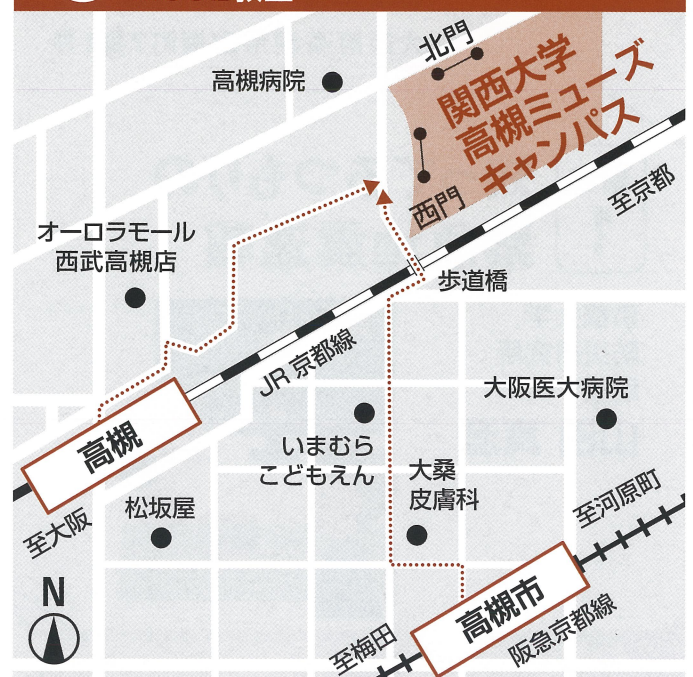 北門
高槻病院
関西大学
高槻ミューズ
キャンパス
至京都
西門
オーロラモール
西武高槻店
歩道橋
JR京都線
大阪医大病院
高槻
いまむら
こどもえん
大桑
皮膚科
至河原町
松坂屋
至大阪
N
高槻市
阪急京都線
至梅田